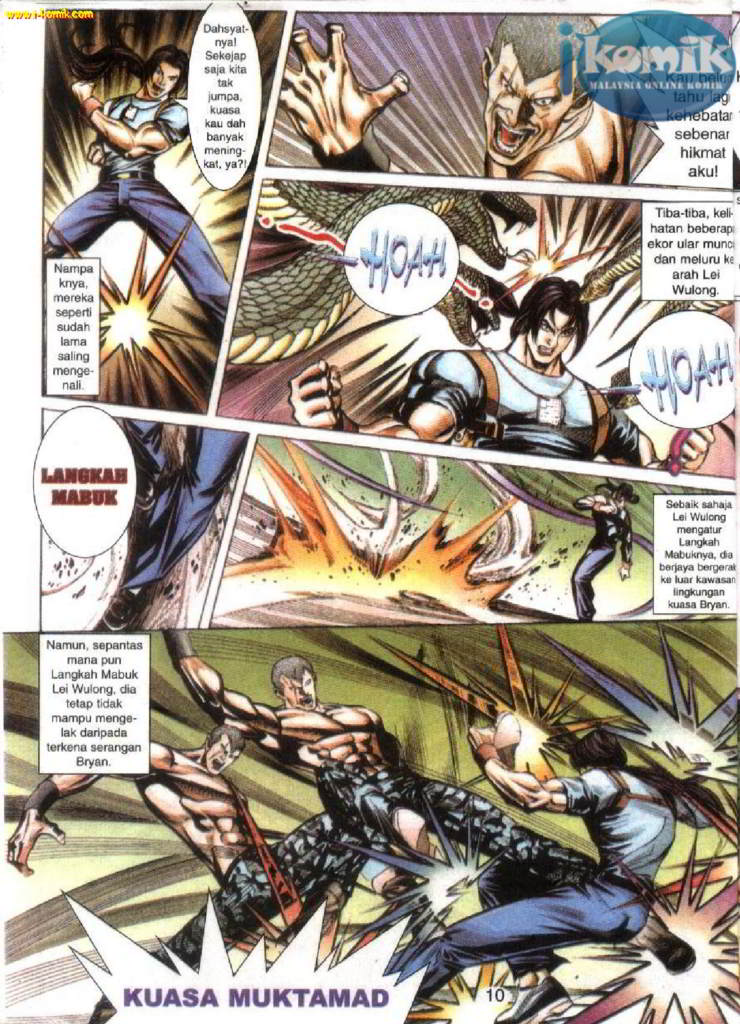 www.i-komik.com
Dahsyat-
nya!
Sekejap
saja kita
tak
jumpa,
kuasa
kau dah
banyak
mening-
kat, ya?!
ikomik
MALAYSIA ONLINE KOMIK
Kau belu
tahu lagi
kehebatan
sebenar
hikmat
aku!
Nampa
knya,
mereka
seperti
sudah
lama
saling
menge-
nali.
HOAH
Tiba-tiba, keli-
hatan beberap
ekor ular munc
dan meluru ke
arah Lei
Wulong.
HOAH
LANGKAH
MABUK
Sebaik sahaja
Lei Wulong
mengatur
Langkah
Mabuknya, dia
berjaya bergerak
ke luar kawasan
lingkungan
kuasa Bryan.
Namun, sepantas
mana pun
Langkah Mabuk
Lei Wulong, dia
tetap tidak
mampu menge-
lak daripada
terkena serangan
Bryan.
KUASA MUKTAMAD
10